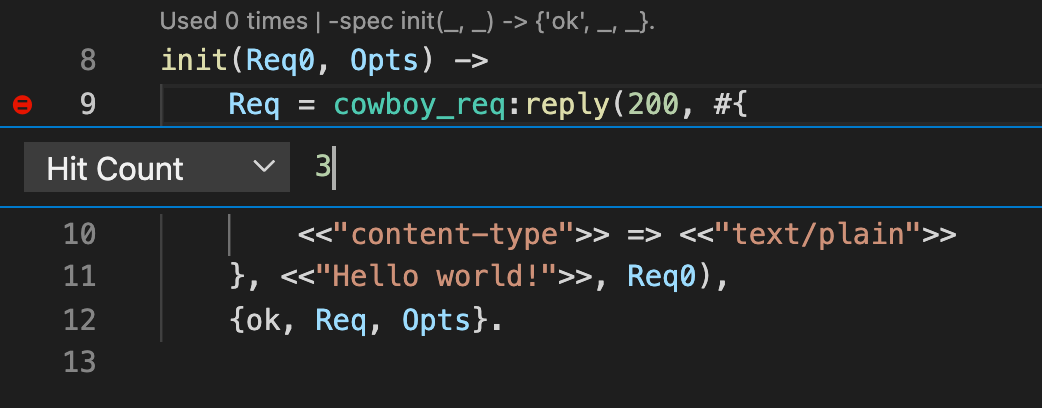 Used 0 times | -spec init(_, _) -> {'ok', _, _}.
8 init(Req0, Opts) ->
9 Req = cowboy_req:reply(200, #{
Hit Count 3
10 <<"content-type">> => <<"text/plain">>
11 }, <<"Hello world!">>, Req0),
12 {ok, Req, Opts}.
13